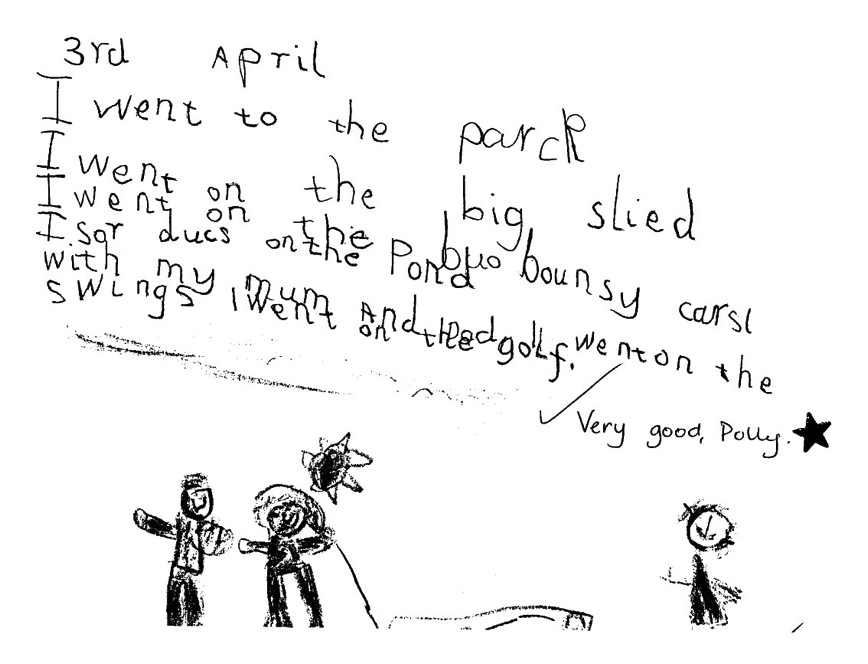 3rd April
I went to the parck
I went on the big slied
I went on the buo bounsy carsl
I sor ducs on the Pond
with my mum And dad went on the
swings I went on the golf.
Very good, Polly.